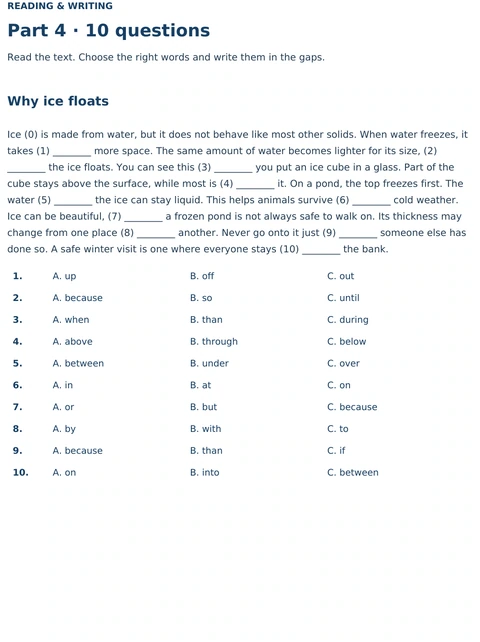 READING & WRITING
Part 4 · 10 questions
Read the text. Choose the right words and write them in the gaps.
Why ice floats
Ice (0) is made from water, but it does not behave like most other solids. When water freezes, it
takes (1) ________ more space. The same amount of water becomes lighter for its size, (2)
________ the ice floats. You can see this (3) ________ you put an ice cube in a glass. Part of the
cube stays above the surface, while most is (4) ________ it. On a pond, the top freezes first. The
water (5) ________ the ice can stay liquid. This helps animals survive (6) ________ cold weather.
Ice can be beautiful, (7) ________ a frozen pond is not always safe to walk on. Its thickness may
change from one place (8) ________ another. Never go onto it just (9) ________ someone else has
done so. A safe winter visit is one where everyone stays (10) ________ the bank.
1. A. up B. off C. out
2. A. because B. so C. until
3. A. when B. than C. during
4. A. above B. through C. below
5. A. between B. under C. over
6. A. in B. at C. on
7. A. or B. but C. because
8. A. by B. with C. to
9. A. because B. than C. if
10. A. on B. into C. between